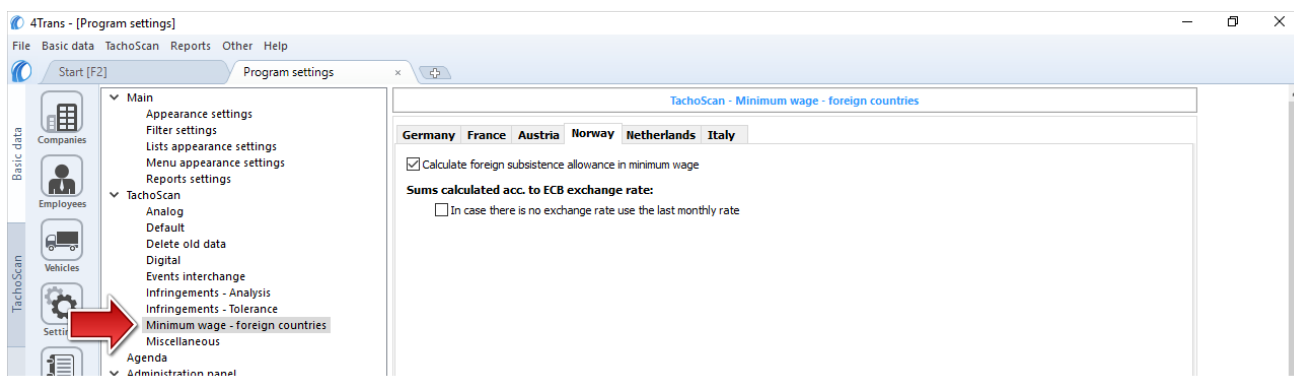 4Trans - [Program settings]
File Basic data TachoScan Reports Other Help
Start [F2] Program settings
Basic data
TachoScan
Companies
Employees
Vehicles
Main
Appearance settings
Filter settings
Lists appearance settings
Menu appearance settings
Reports settings
TachoScan
Analog
Default
Delete old data
Digital
Events interchange
Infringements - Analysis
Infringements - Tolerance
Minimum wage - foreign countries
Miscellaneous
Agenda
Administration panel
TachoScan - Minimum wage - foreign countries
Germany France Austria Norway Netherlands Italy
Calculate foreign subsistence allowance in minimum wage
Sums calculated acc. to ECB exchange rate:
In case there is no exchange rate use the last monthly rate